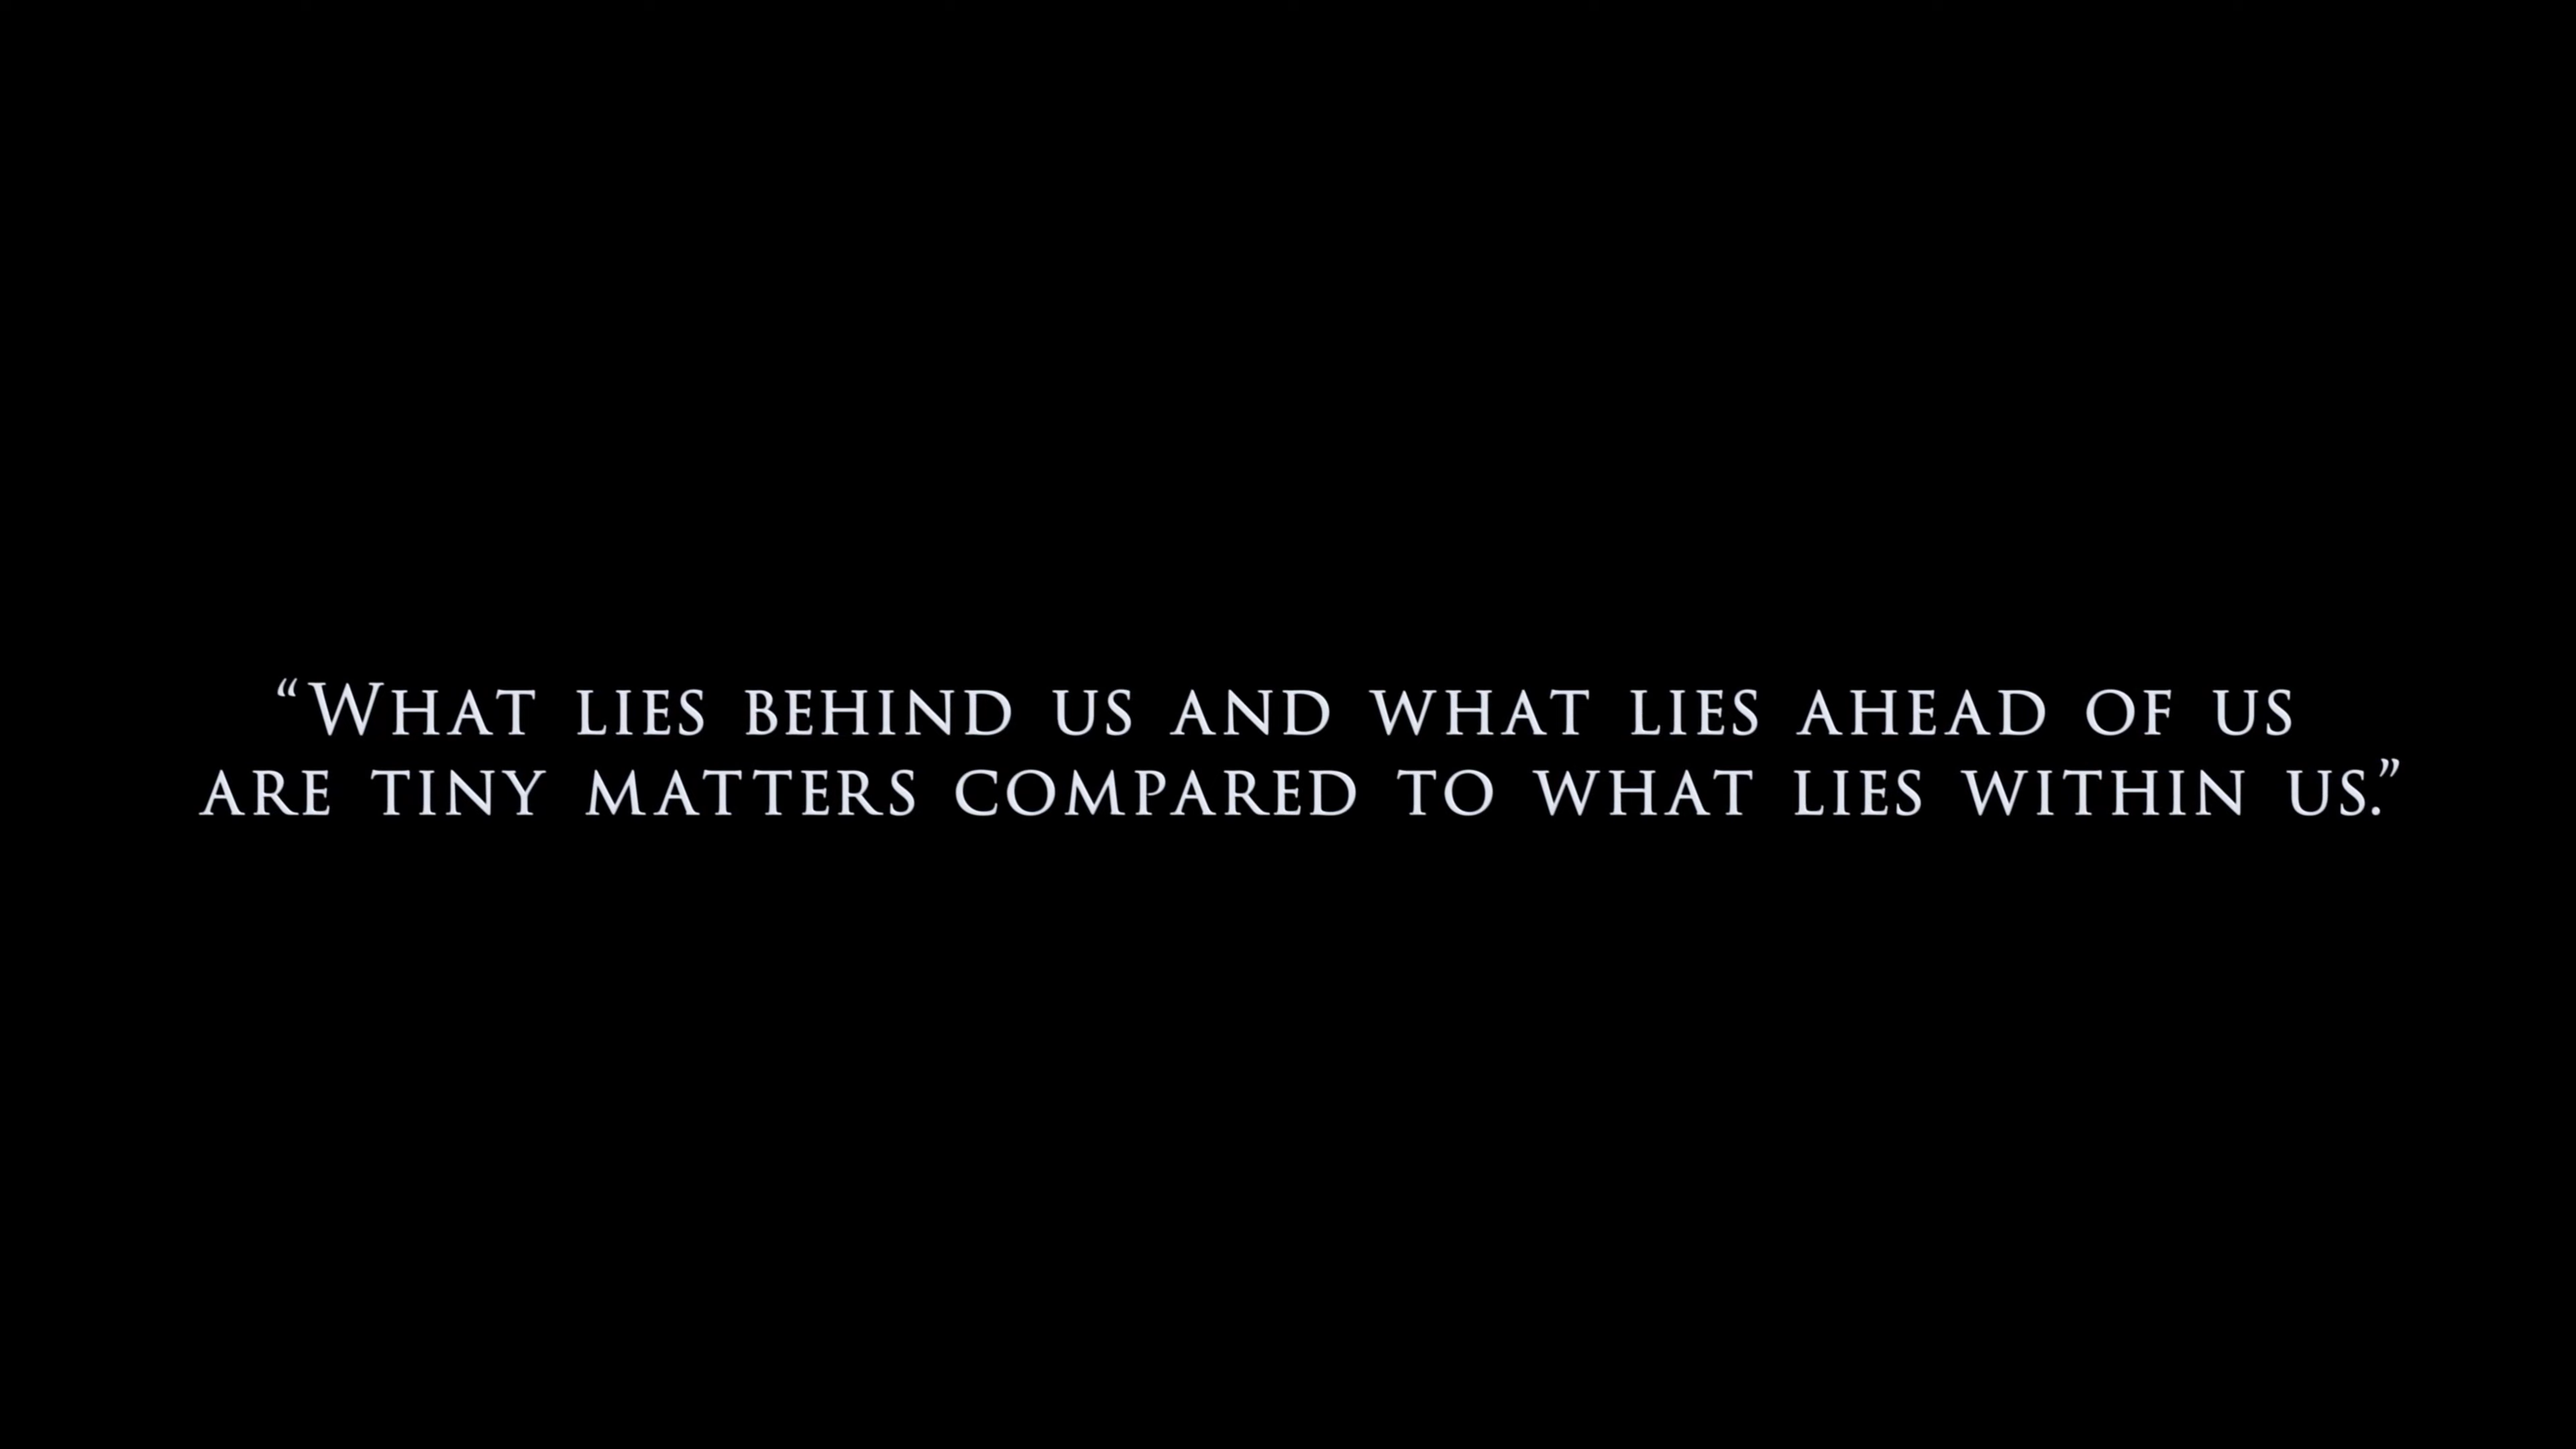 “What lies behind us and what lies ahead of us
are tiny matters compared to what lies within us.”